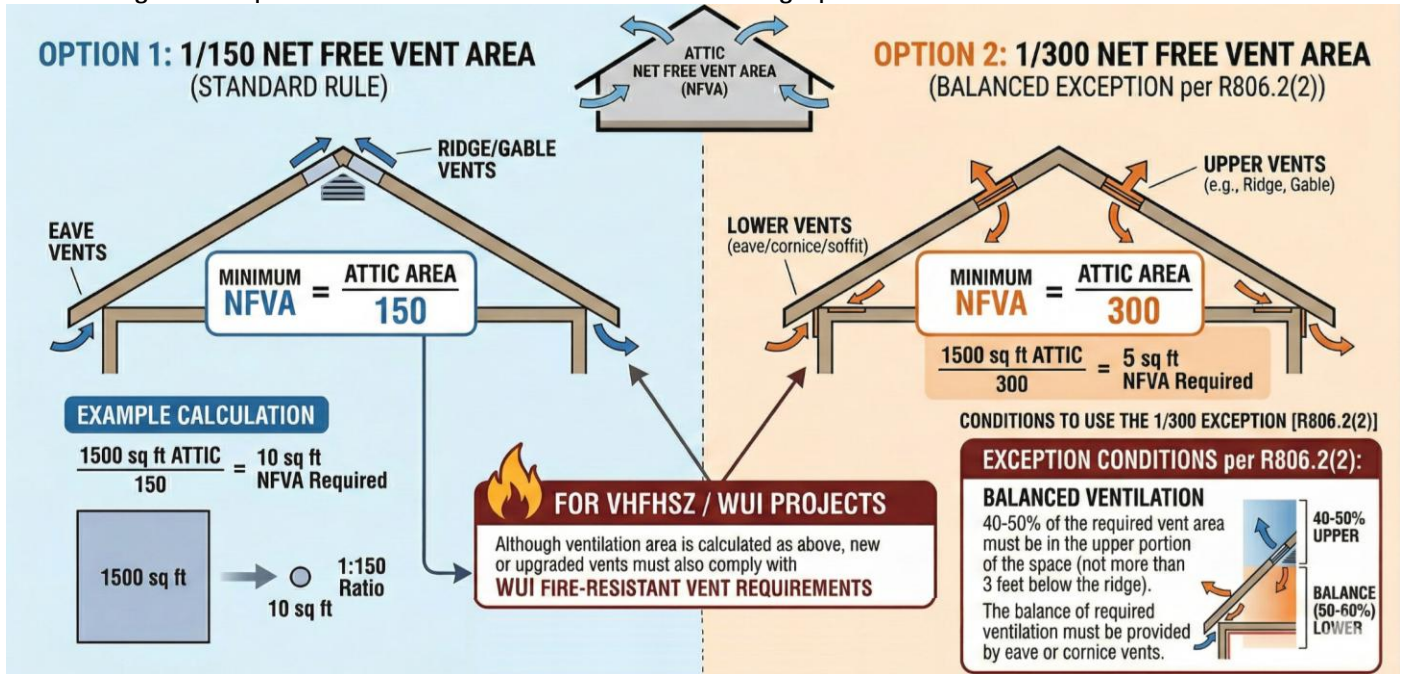 OPTION 1: 1/150 NET FREE VENT AREA
(STANDARD RULE)
ATTIC
NET FREE VENT AREA
(NFVA)
OPTION 2: 1/300 NET FREE VENT AREA
(BALANCED EXCEPTION per R806.2(2))
RIDGE/GABLE
VENTS
EAVE
VENTS
MINIMUM
NFVA
=
ATTIC AREA
150
EXAMPLE CALCULATION
1500 sq ft ATTIC
150
=
10 sq ft
NFVA Required
1500 sq ft
10 sq ft
1:150
Ratio
FOR VHFHSZ / WUI PROJECTS
Although ventilation area is calculated as above, new
or upgraded vents must also comply with
WUI FIRE-RESISTANT VENT REQUIREMENTS
UPPER VENTS
(e.g., Ridge, Gable)
LOWER VENTS
(eave/cornice/soffit)
MINIMUM
NFVA
=
ATTIC AREA
300
1500 sq ft ATTIC
300
=
5 sq ft
NFVA Required
CONDITIONS TO USE THE 1/300 EXCEPTION [R806.2(2)]
EXCEPTION CONDITIONS per R806.2(2):
BALANCED VENTILATION
40-50% of the required vent area
must be in the upper portion
of the space (not more than
3 feet below the ridge).
The balance of required
ventilation must be provided
by eave or cornice vents.
40-50%
UPPER
BALANCE
(50-60%)
LOWER